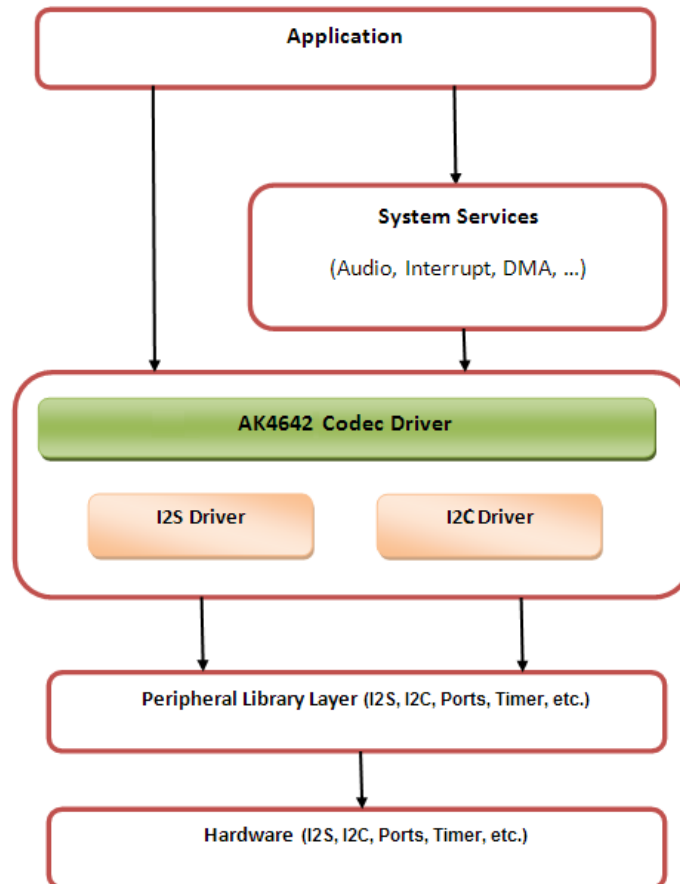 Application
System Services
(Audio, Interrupt, DMA, ...)
AK4642 Codec Driver
I2S Driver
I2C Driver
Peripheral Library Layer (I2S, I2C, Ports, Timer, etc.)
Hardware (I2S, I2C, Ports, Timer, etc.)